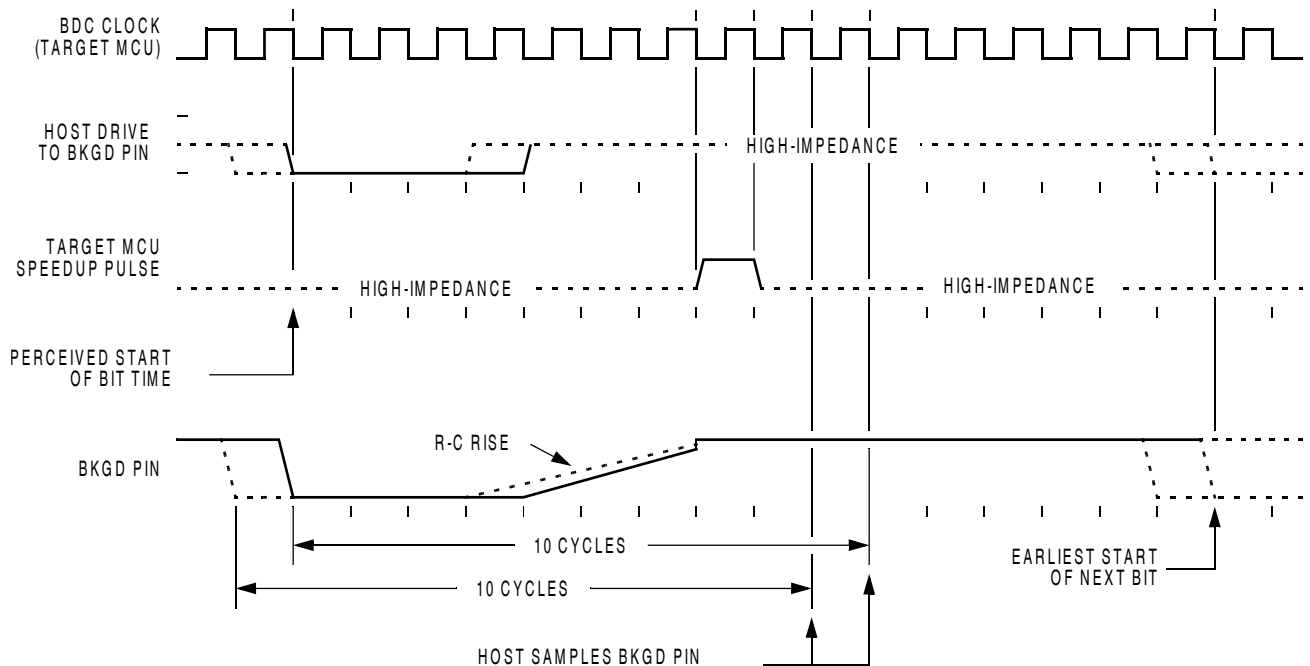 BDC CLOCK
(TARGET MCU)
HOST DRIVE
TO BKGD PIN
HIGH-IMPEDANCE
TARGET MCU
SPEEDUP PULSE
HIGH-IMPEDANCE
HIGH-IMPEDANCE
PERCEIVED START
OF BIT TIME
R-C RISE
BKGD PIN
10 CYCLES
EARLIEST START
OF NEXT BIT
10 CYCLES
HOST SAMPLES BKGD PIN